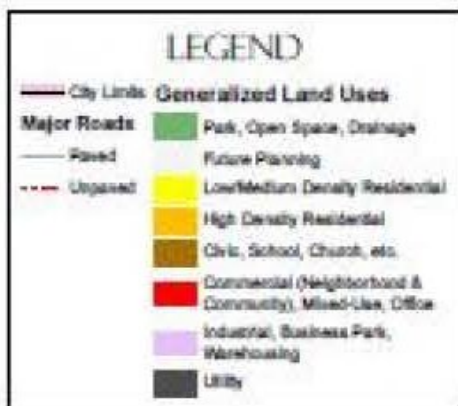 LEGEND
City Limits
Generalized Land Uses
Major Roads
Park, Open Space, Drainage
Paved
Future Planning
Unpaved
Low/Medium Density Residential
High Density Residential
Civic, School, Church, etc.
Commercial (Neighborhood &
Community), Mixed-Use, Office
Industrial, Business Park,
Warehousing
Utility